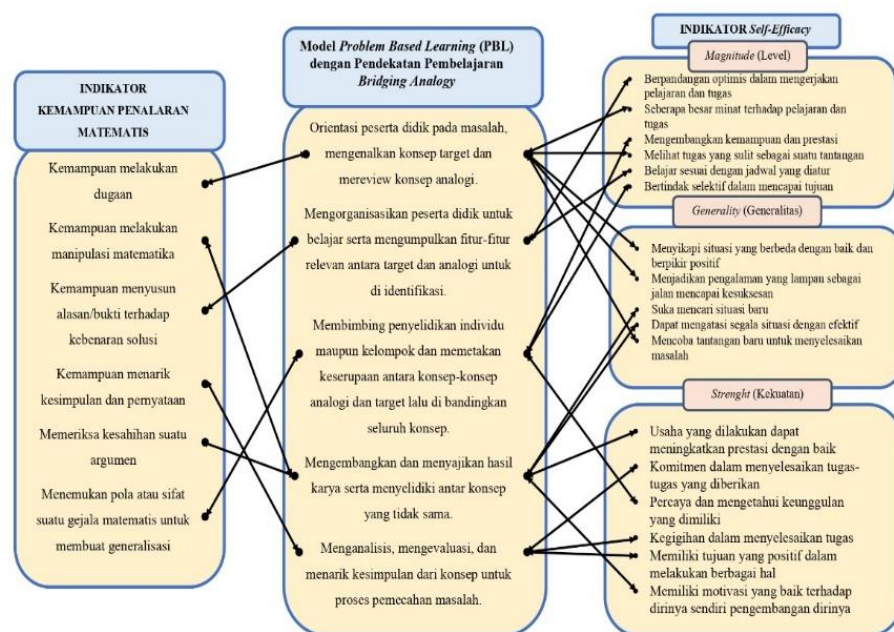 INDIKATOR
KEMAMPUAN PENALARAN
MATEMATIS
Kemampuan melakukan
dugaan
Kemampuan melakukan
manipulasi matematika
Kemampuan menyusun
alasan/bukti terhadap
kebenaran solusi
Kemampuan menarik
kesimpulan dan pernyataan
Memeriksa kesahihan suatu
argumen
Menemukan pola atau sifat
suatu gejala matematis untuk
membuat generalisasi
Model Problem Based Learning (PBL)
dengan Pendekatan Pembelajaran
Bridging Analogy
Orientasi peserta didik pada masalah,
mengenalkan konsep target dan
mereview konsep analogi.
Mengorganisasikan peserta didik untuk
belajar serta mengumpulkan fitur-fitur
relevan antara target dan analogi untuk
di identifikasi.
Membimbing penyelidikan individu
maupun kelompok dan memetakan
keserupaan antara konsep-konsep
analogi dan target lalu di bandingkan
seluruh konsep.
Mengembangkan dan menyajikan hasil
karya serta menyelidiki antar konsep
yang tidak sama.
Menganalisis, mengevaluasi, dan
menarik kesimpulan dari konsep untuk
proses pemecahan masalah.
INDIKATOR Self-Efficacy
Magnitude (Level)
Berpandangan optimis dalam mengerjakan
pelajaran dan tugas
Seberapa besar minat terhadap pelajaran dan
tugas
Mengembangkan kemampuan dan prestasi
Melihat tugas yang sulit sebagai suatu tantangan
Belajar sesuai dengan jadwal yang diatur
Bertindak selektif dalam mencapai tujuan
Generality (Generalitas)
Menyikapi situasi yang berbeda dengan baik dan
berpikir positif
Menjadikan pengalaman yang lampau sebagai
jalan mencapai kesuksesan
Suka mencari situasi baru
Dapat mengatasi segala situasi dengan efektif
Mencoba tantangan baru untuk menyelesaikan
masalah
Strenght (Kekuatan)
Usaha yang dilakukan dapat
meningkatkan prestasi dengan baik
Komitmen dalam menyelesaikan tugas-
tugas yang diberikan
Percaya dan mengetahui keunggulan
yang dimiliki
Kegigihan dalam menyelesaikan tugas
Memiliki tujuan yang positif dalam
melakukan berbagai hal
Memiliki motivasi yang baik terhadap
dirinya sendiri pengembangan dirinya